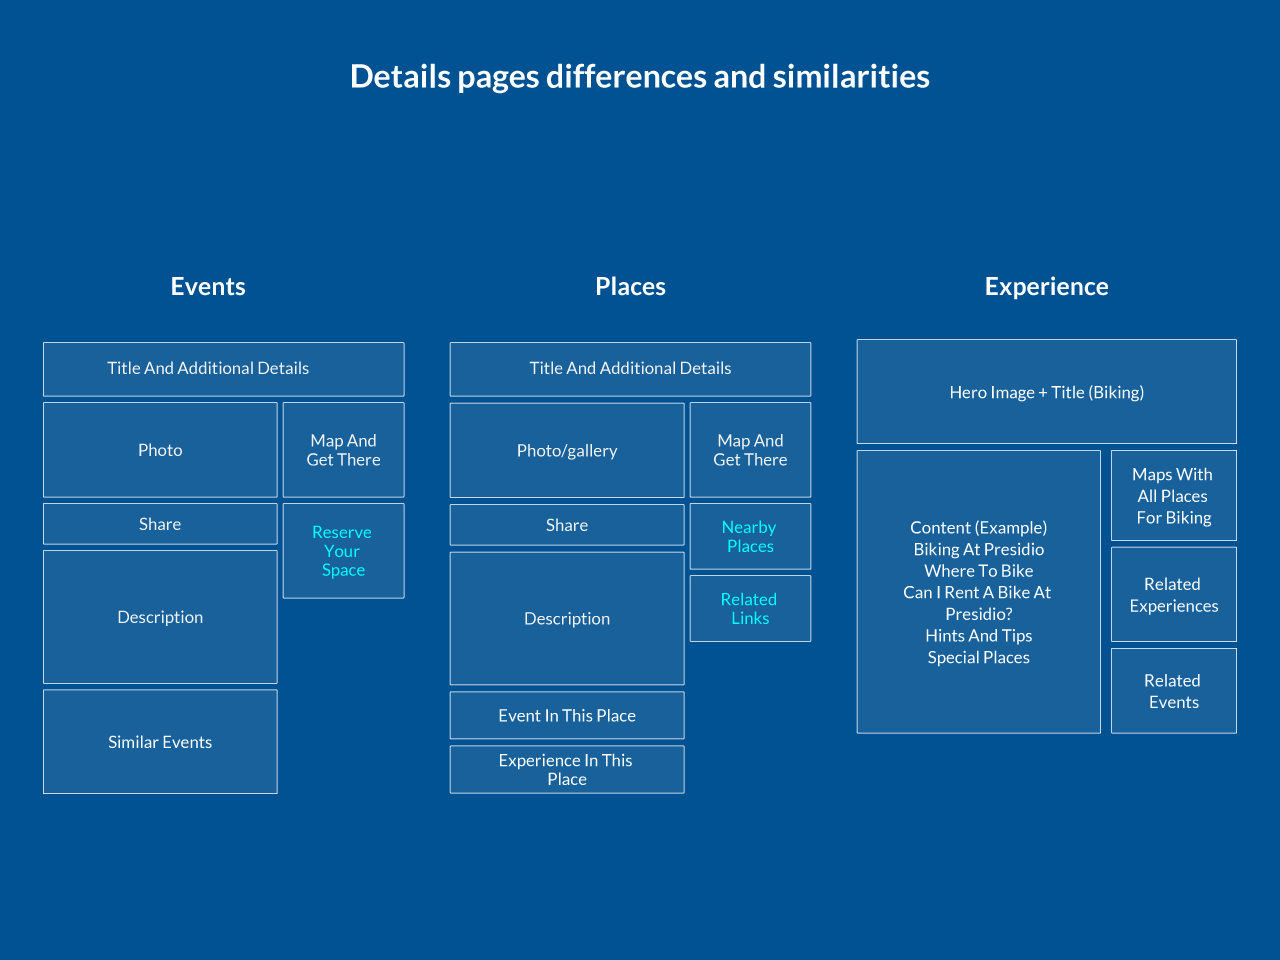 Details pages differences and similarities
Events
Title And Additional Details
Photo
Map And
Get There
Share
Reserve
Your
Space
Description
Similar Events
Places
Title And Additional Details
Photo/gallery
Map And
Get There
Share
Nearby
Places
Related
Links
Description
Event In This Place
Experience In This
Place
Experience
Hero Image + Title (Biking)
Content (Example)
Biking At Presidio
Where To Bike
Can I Rent A Bike At
Presidio?
Hints And Tips
Special Places
Maps With
All Places
For Biking
Related
Experiences
Related
Events